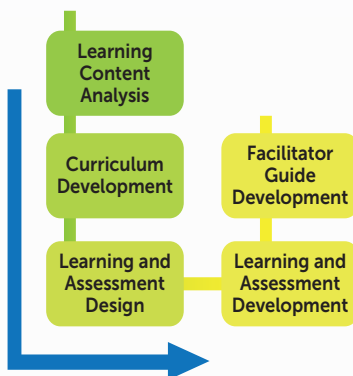 Learning
Content
Analysis
Curriculum
Development
Learning and
Assessment
Design
Facilitator
Guide
Development
Learning and
Assessment
Development